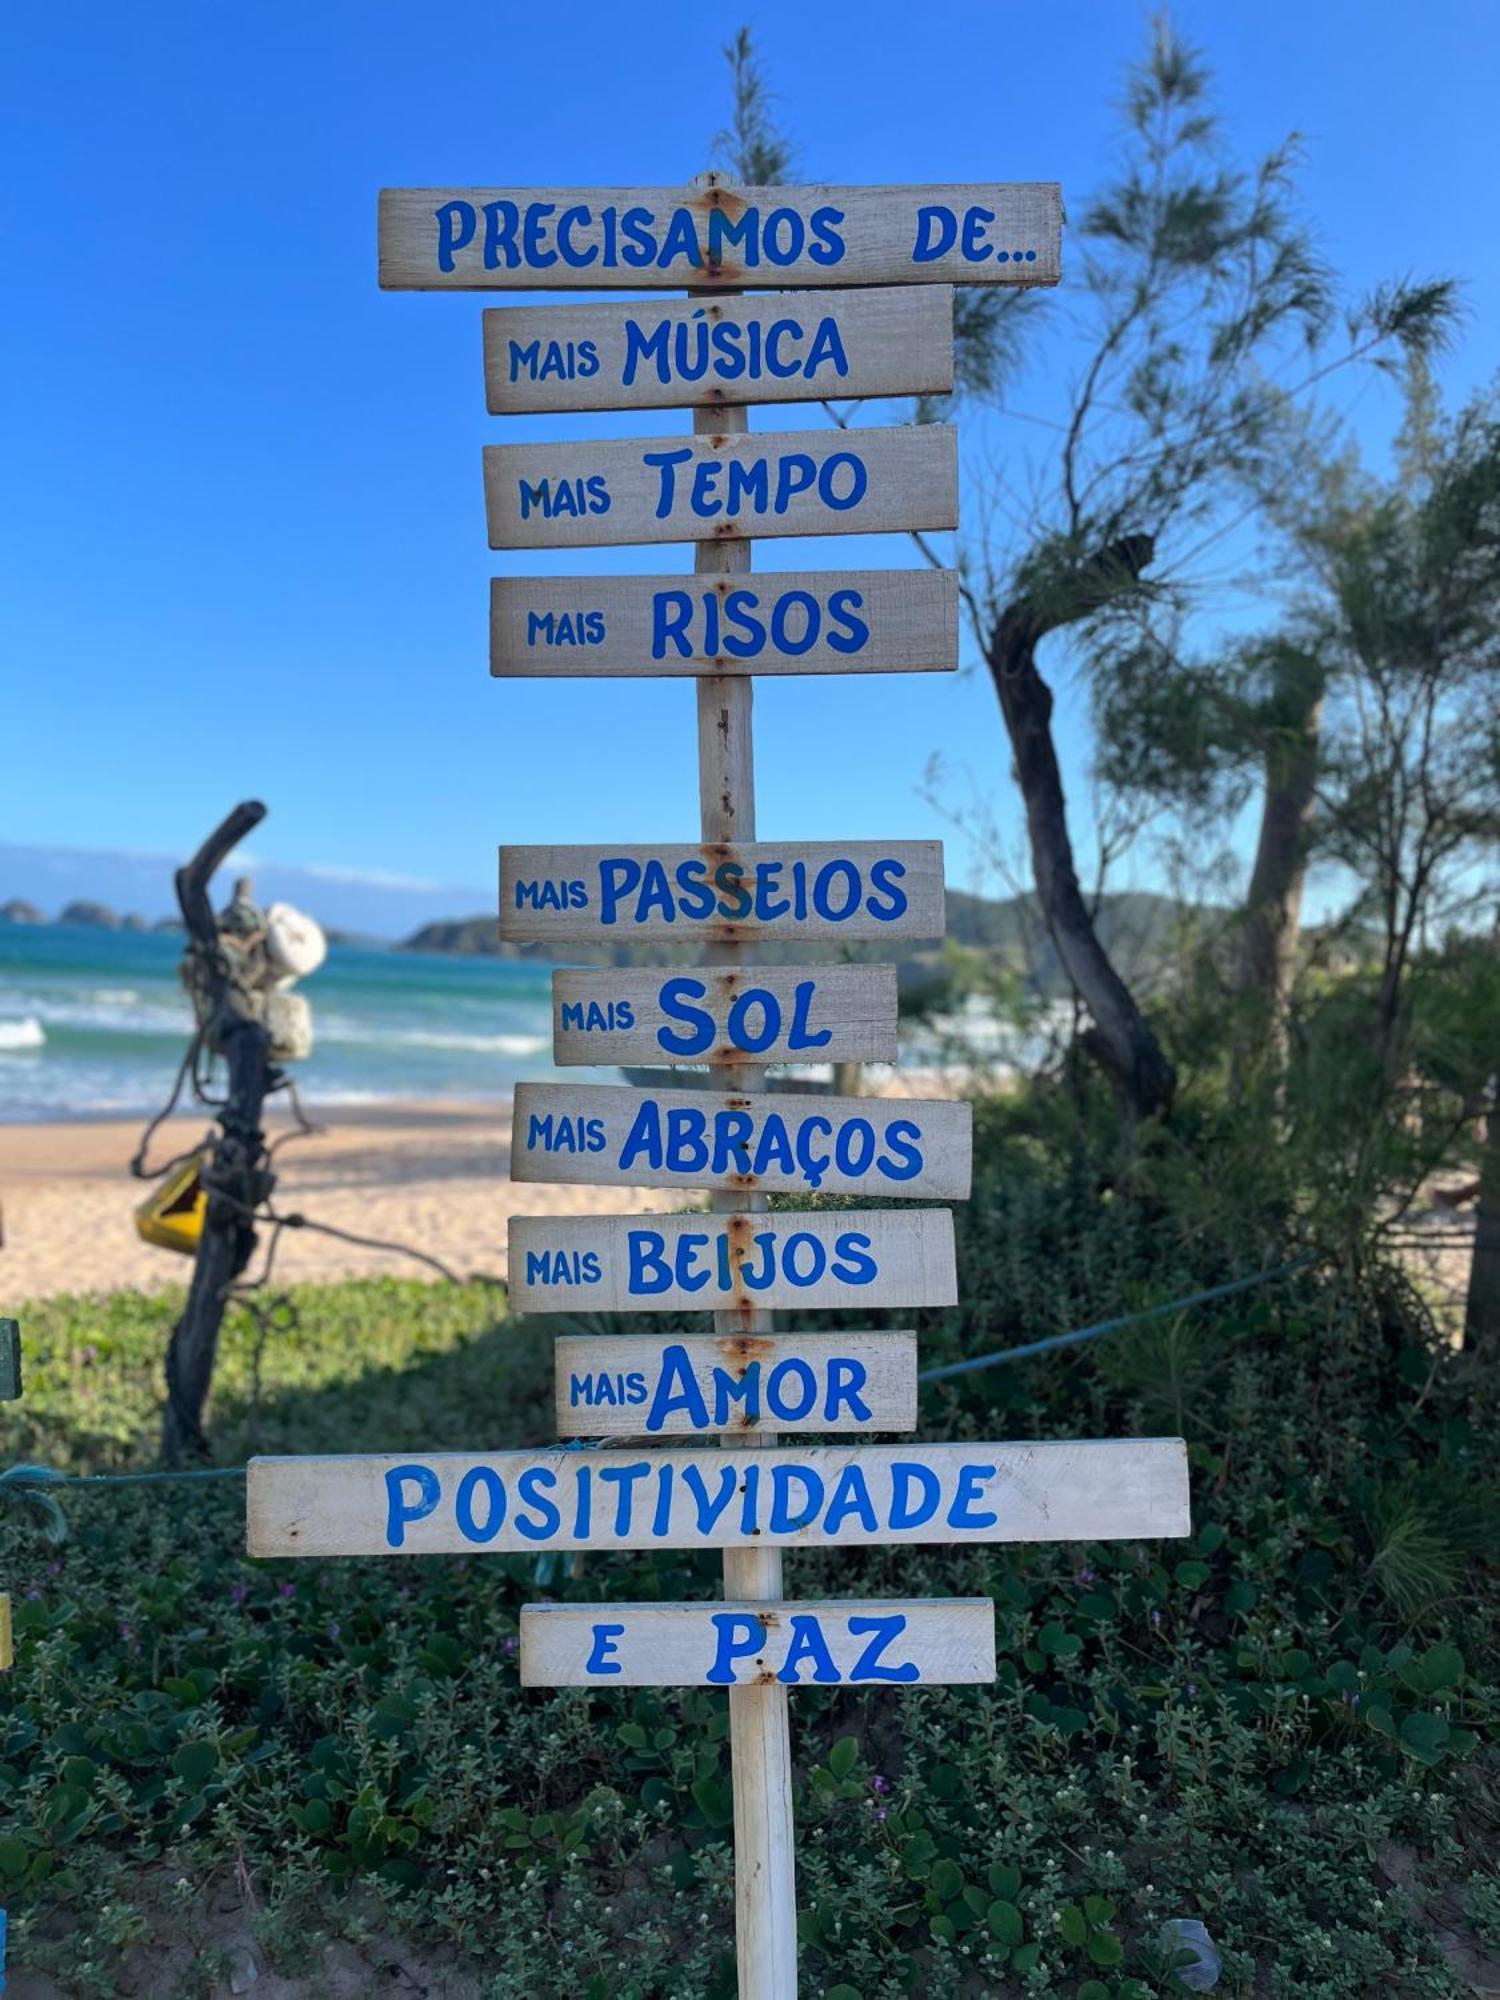 PRECISAMOS DE...
MAIS MÚSICA
MAIS TEMPO
MAIS RISOS
MAIS PASSEIOS
MAIS SOL
MAIS ABRAÇOS
MAIS BEIJOS
MAIS AMOR
POSITIVIDADE
E PAZ